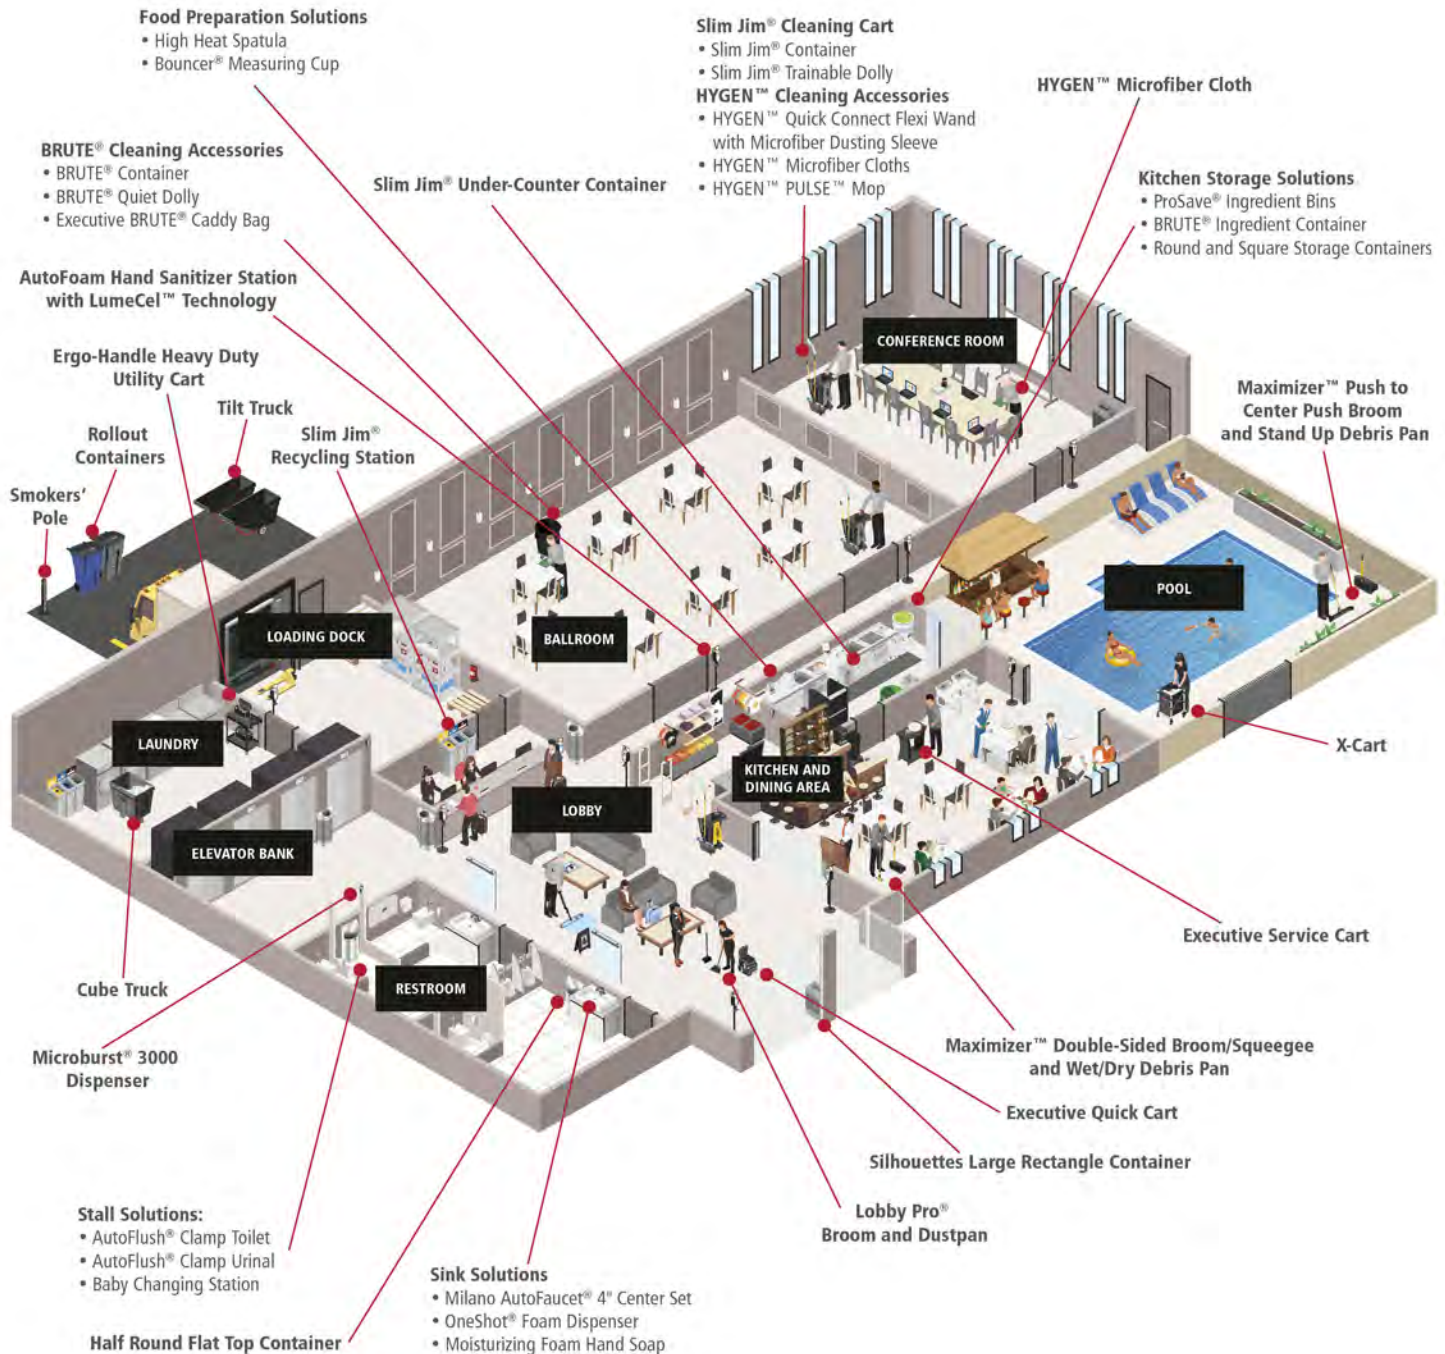 Food Preparation Solutions
• High Heat Spatula
• Bouncer® Measuring Cup
Slim Jim® Cleaning Cart
• Slim Jim® Container
• Slim Jim® Trainable Dolly
HYGEN™ Cleaning Accessories
• HYGEN™ Quick Connect Flexi Wand
with Microfiber Dusting Sleeve
• HYGEN™ Microfiber Cloths
• HYGEN™ PULSE™ Mop
HYGEN™ Microfiber Cloth
BRUTE® Cleaning Accessories
• BRUTE® Container
• BRUTE® Quiet Dolly
• Executive BRUTE® Caddy Bag
Slim Jim® Under-Counter Container
Kitchen Storage Solutions
• ProSave® Ingredient Bins
• BRUTE® Ingredient Container
• Round and Square Storage Containers
AutoFoam Hand Sanitizer Station
with LumeCel™ Technology
Ergo-Handle Heavy Duty
Utility Cart
Tilt Truck
Rollout
Containers
Slim Jim®
Recycling Station
Smokers'
Pole
Maximizer™ Push to
Center Push Broom
and Stand Up Debris Pan
CONFERENCE ROOM
POOL
LOADING DOCK
BALLROOM
LAUNDRY
KITCHEN AND
DINING AREA
LOBBY
ELEVATOR BANK
RESTROOM
X-Cart
Executive Service Cart
Cube Truck
Microburst® 3000
Dispenser
Maximizer™ Double-Sided Broom/Squeegee
and Wet/Dry Debris Pan
Executive Quick Cart
Silhouettes Large Rectangle Container
Lobby Pro®
Broom and Dustpan
Stall Solutions:
• AutoFlush® Clamp Toilet
• AutoFlush® Clamp Urinal
• Baby Changing Station
Sink Solutions
• Milano AutoFaucet® 4" Center Set
• OneShot® Foam Dispenser
• Moisturizing Foam Hand Soap
Half Round Flat Top Container